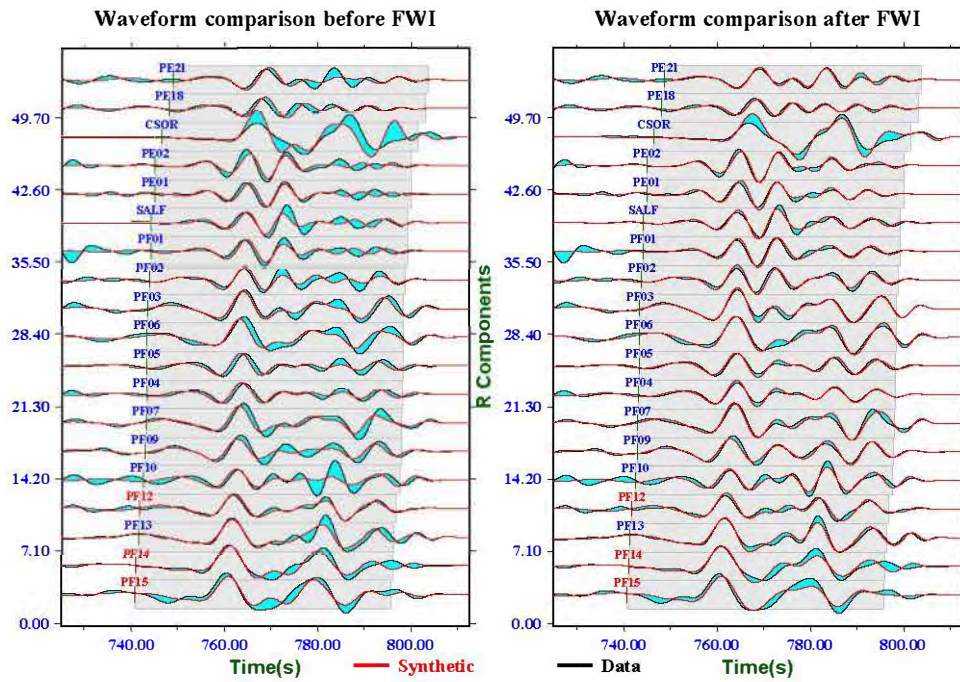 Waveform comparison before FWI
PE21
PE18
CSOR
PE02
PE01
SALF
PF01
PF02
PF03
PF06
PF05
PF04
PF07
PF09
PF10
PF12
PF13
PF14
PF15
49.70
42.60
35.50
28.40
21.30
14.20
7.10
0.00
740.00 760.00 780.00 800.00
Time(s)
Synthetic
Waveform comparison after FWI
R Components
PE21
PE18
CSOR
PE02
PE01
SALF
PF01
PF02
PF03
PF06
PF05
PF04
PF07
PF09
PF10
PF12
PF13
PF14
PF15
49.70
42.60
35.50
28.40
21.30
14.20
7.10
0.00
740.00 760.00 780.00 800.00
Data
Time(s)